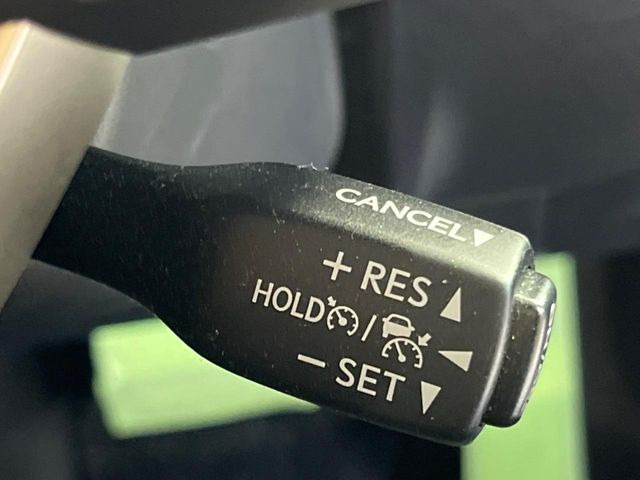 CANCEL▼
+ RES ▲
HOLD / ◀
− SET ▼